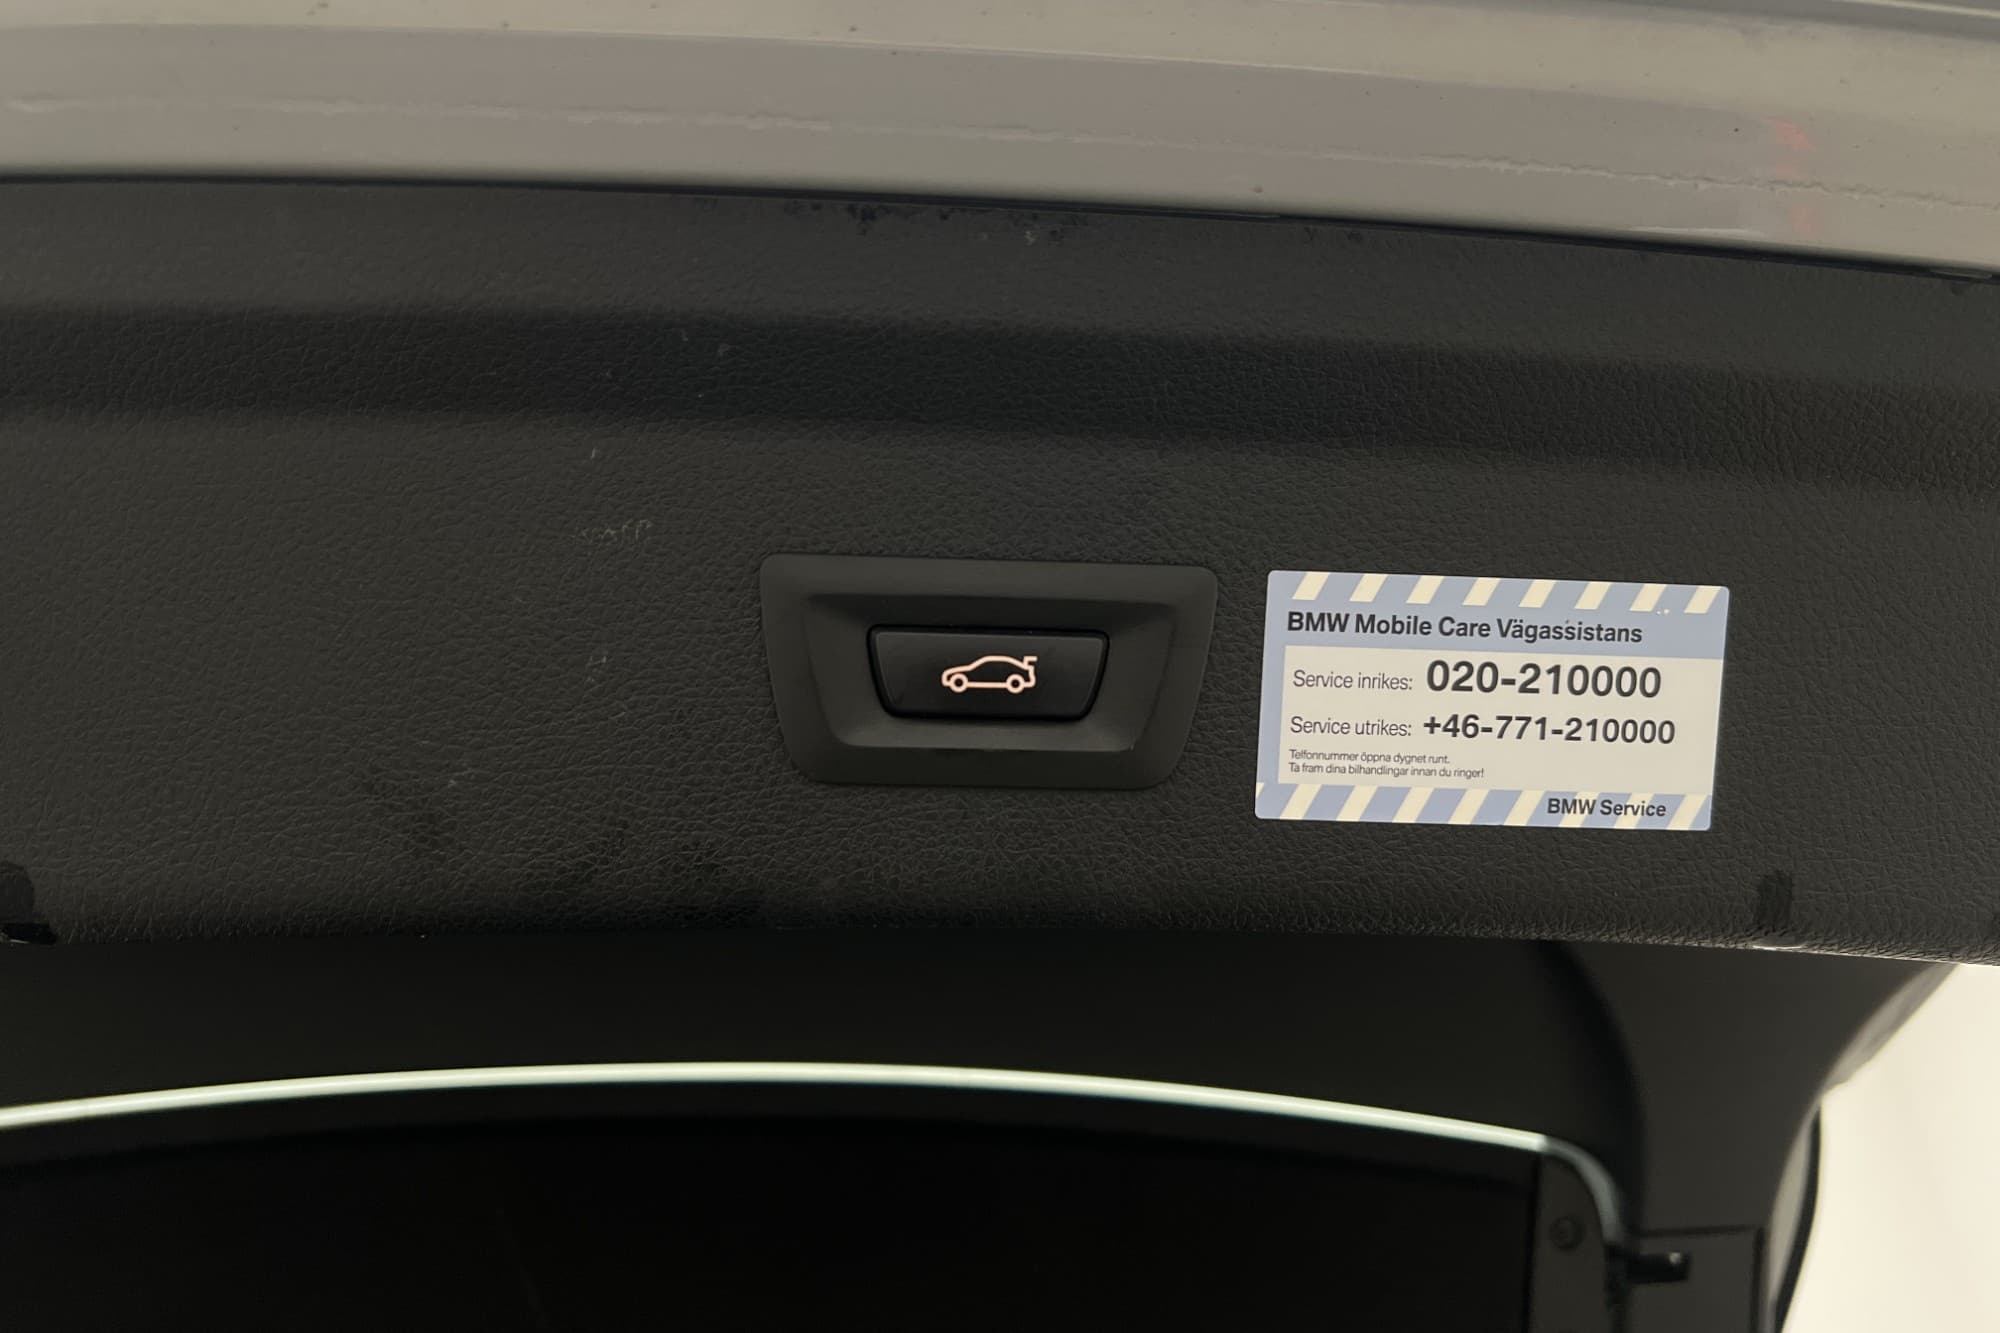 BMW Mobile Care Vägassistans
Service inrikes: 020-210000
Service utrikes: +46-771-210000
Telfonnummer öppna dygnet runt.
Ta fram dina bilhandlingar innan du ringer!
BMW Service